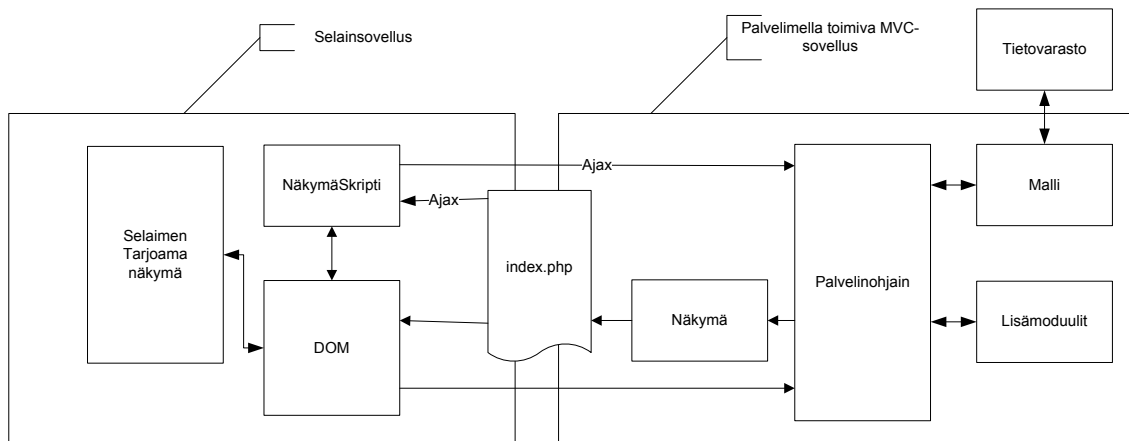 Selainsovellus
Palvelimella toimiva MVC-
sovellus
Tietovarasto
NäkymäSkripti
Ajax
Ajax
Malli
Selaimen
Tarjoama
näkymä
index.php
Palvelinohjain
Näkymä
Lisämoduulit
DOM